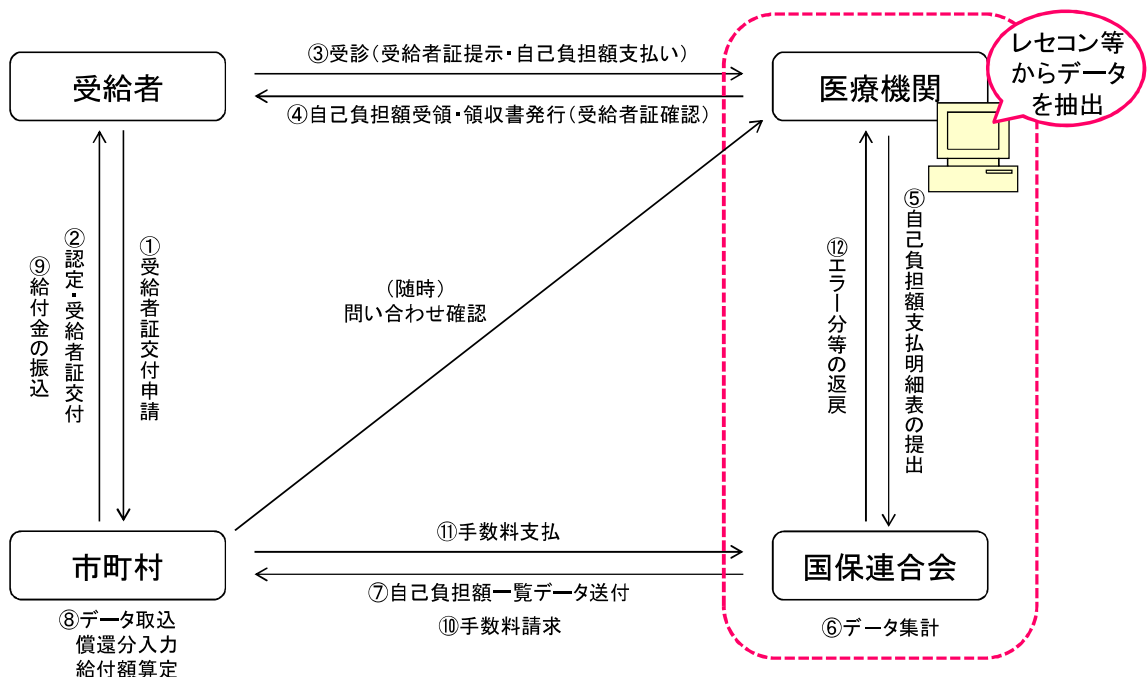 ③受診(受給者証提示・自己負担額支払い)
受給者
医療機関
レセコン等
からデータ
を抽出
④自己負担額受領・領収書発行(受給者証確認)
⑨給付金の振込
②認定・受給者証交付
①受給者証交付申請
(随時)
問い合わせ確認
⑫エラー分等の返戻
⑤自己負担額支払明細表の提出
⑪手数料支払
市町村
国保連合会
⑦自己負担額一覧データ送付
⑩手数料請求
⑧データ取込
償還分入力
給付額算定
⑥データ集計